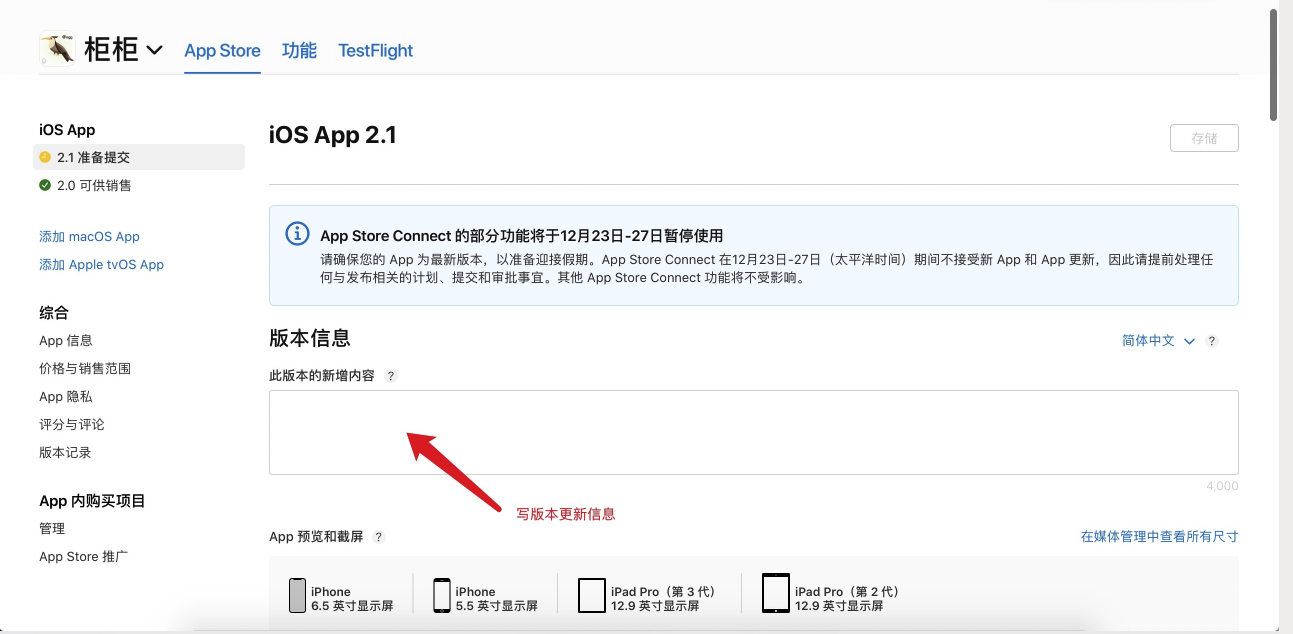 柜柜 App Store 功能 TestFlight
iOS App
2.1 准备提交
2.0 可供销售
添加 macOS App
添加 Apple tvOS App
综合
App 信息
价格与销售范围
App 隐私
评分与评论
版本记录
App 内购买项目
管理
App Store 推广
iOS App 2.1
存储
App Store Connect 的部分功能将于12月23日-27日暂停使用
请确保您的 App 为最新版本，以准备迎接假期。App Store Connect 在12月23日-27日（太平洋时间）期间不接受新 App 和 App 更新，因此请提前处理任
何与发布相关的计划、提交和审批事宜。其他 App Store Connect 功能将不受影响。
版本信息
简体中文 ?
此版本的新增内容 ?
4,000
写版本更新信息
App 预览和截屏 ?
在媒体管理中查看所有尺寸
iPhone
6.5 英寸显示屏
iPhone
5.5 英寸显示屏
iPad Pro（第 3 代）
12.9 英寸显示屏
iPad Pro（第 2 代）
12.9 英寸显示屏